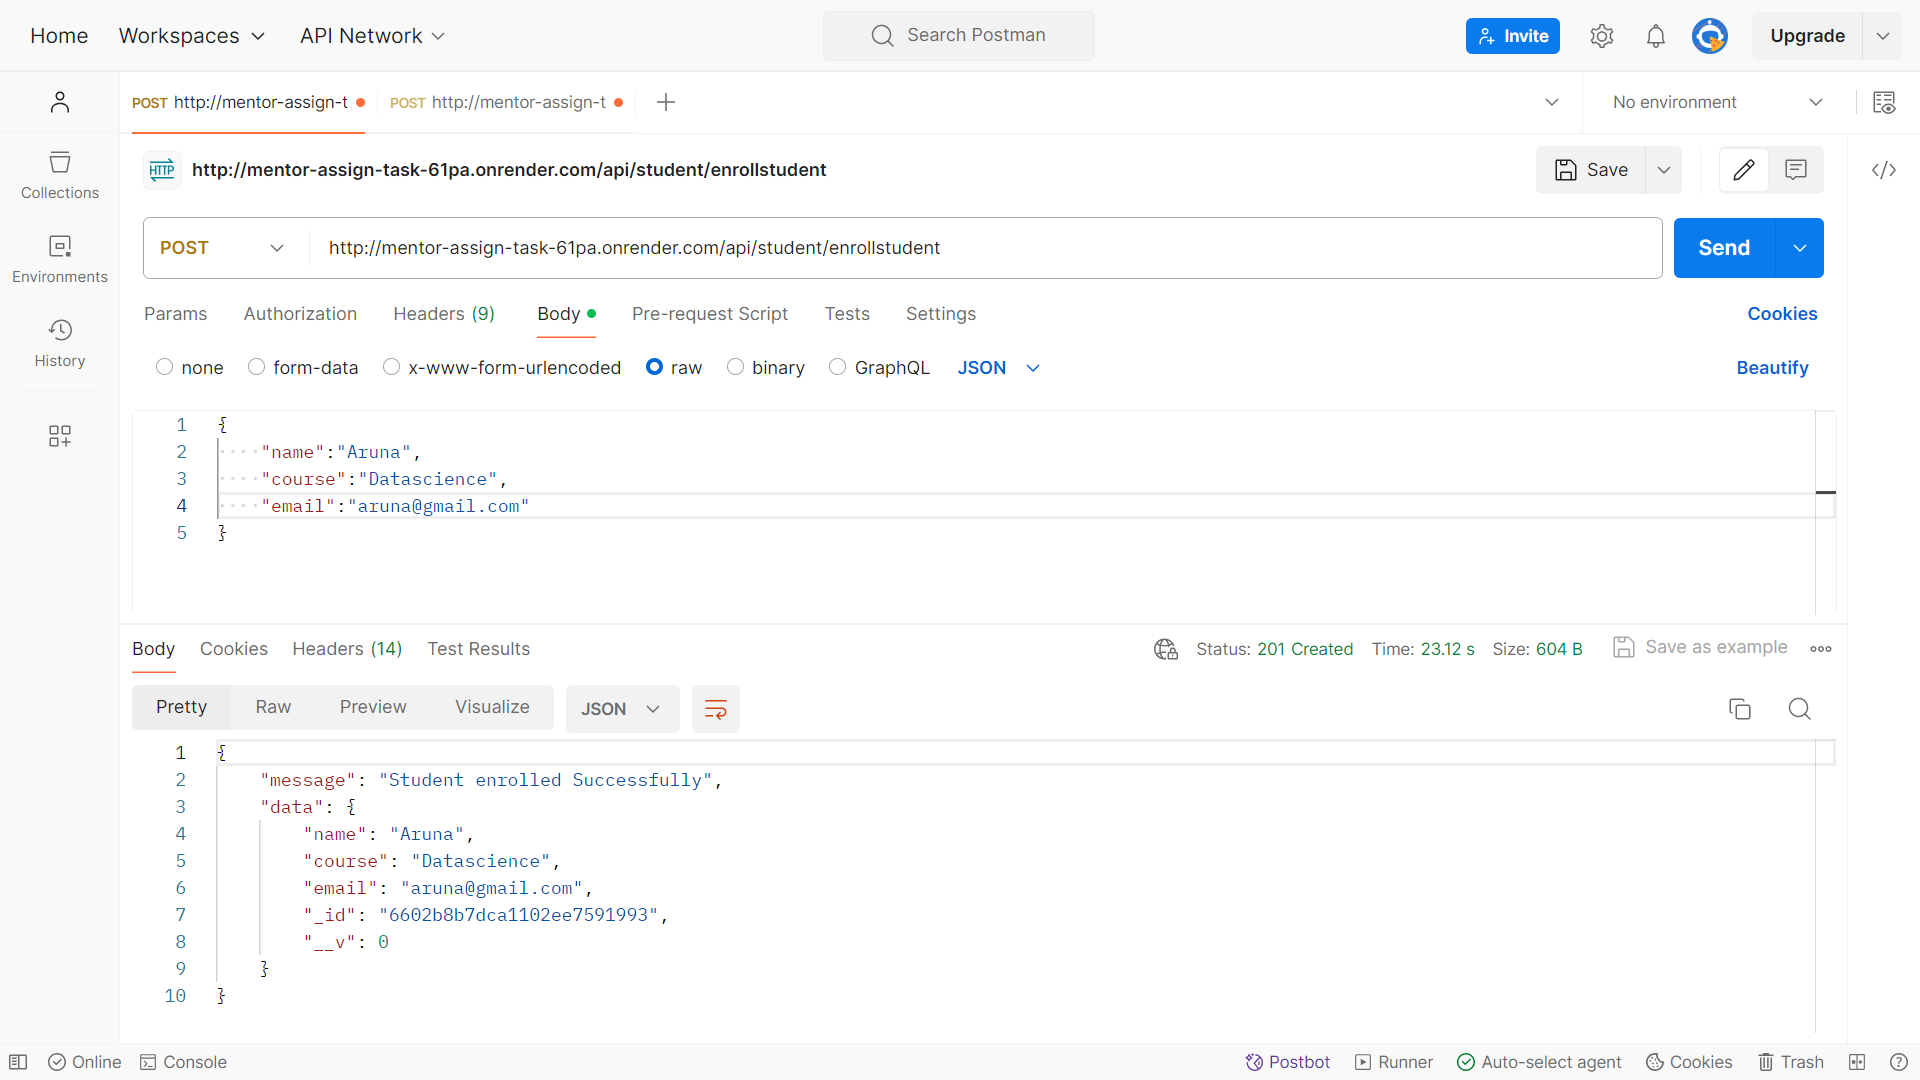 Home Workspaces API Network Search Postman Invite Upgrade
POST http://mentor-assign-t POST http://mentor-assign-t No environment
HTTP http://mentor-assign-task-61pa.onrender.com/api/student/enrollstudent Save
Collections
Environments
History
POST http://mentor-assign-task-61pa.onrender.com/api/student/enrollstudent Send
Params Authorization Headers (9) Body Pre-request Script Tests Settings Cookies
none form-data x-www-form-urlencoded raw binary GraphQL JSON Beautify
1 {
2 "name":"Aruna",
3 "course":"Datascience",
4 "email":"aruna@gmail.com"
5 }
Body Cookies Headers (14) Test Results Status: 201 Created Time: 23.12 s Size: 604 B Save as example
Pretty Raw Preview Visualize JSON
1 {
2 "message": "Student enrolled Successfully",
3 "data": {
4 "name": "Aruna",
5 "course": "Datascience",
6 "email": "aruna@gmail.com",
7 "_id": "6602b8b7dca1102ee7591993",
8 "__v": 0
9 }
10 }
Online Console Postbot Runner Auto-select agent Cookies Trash